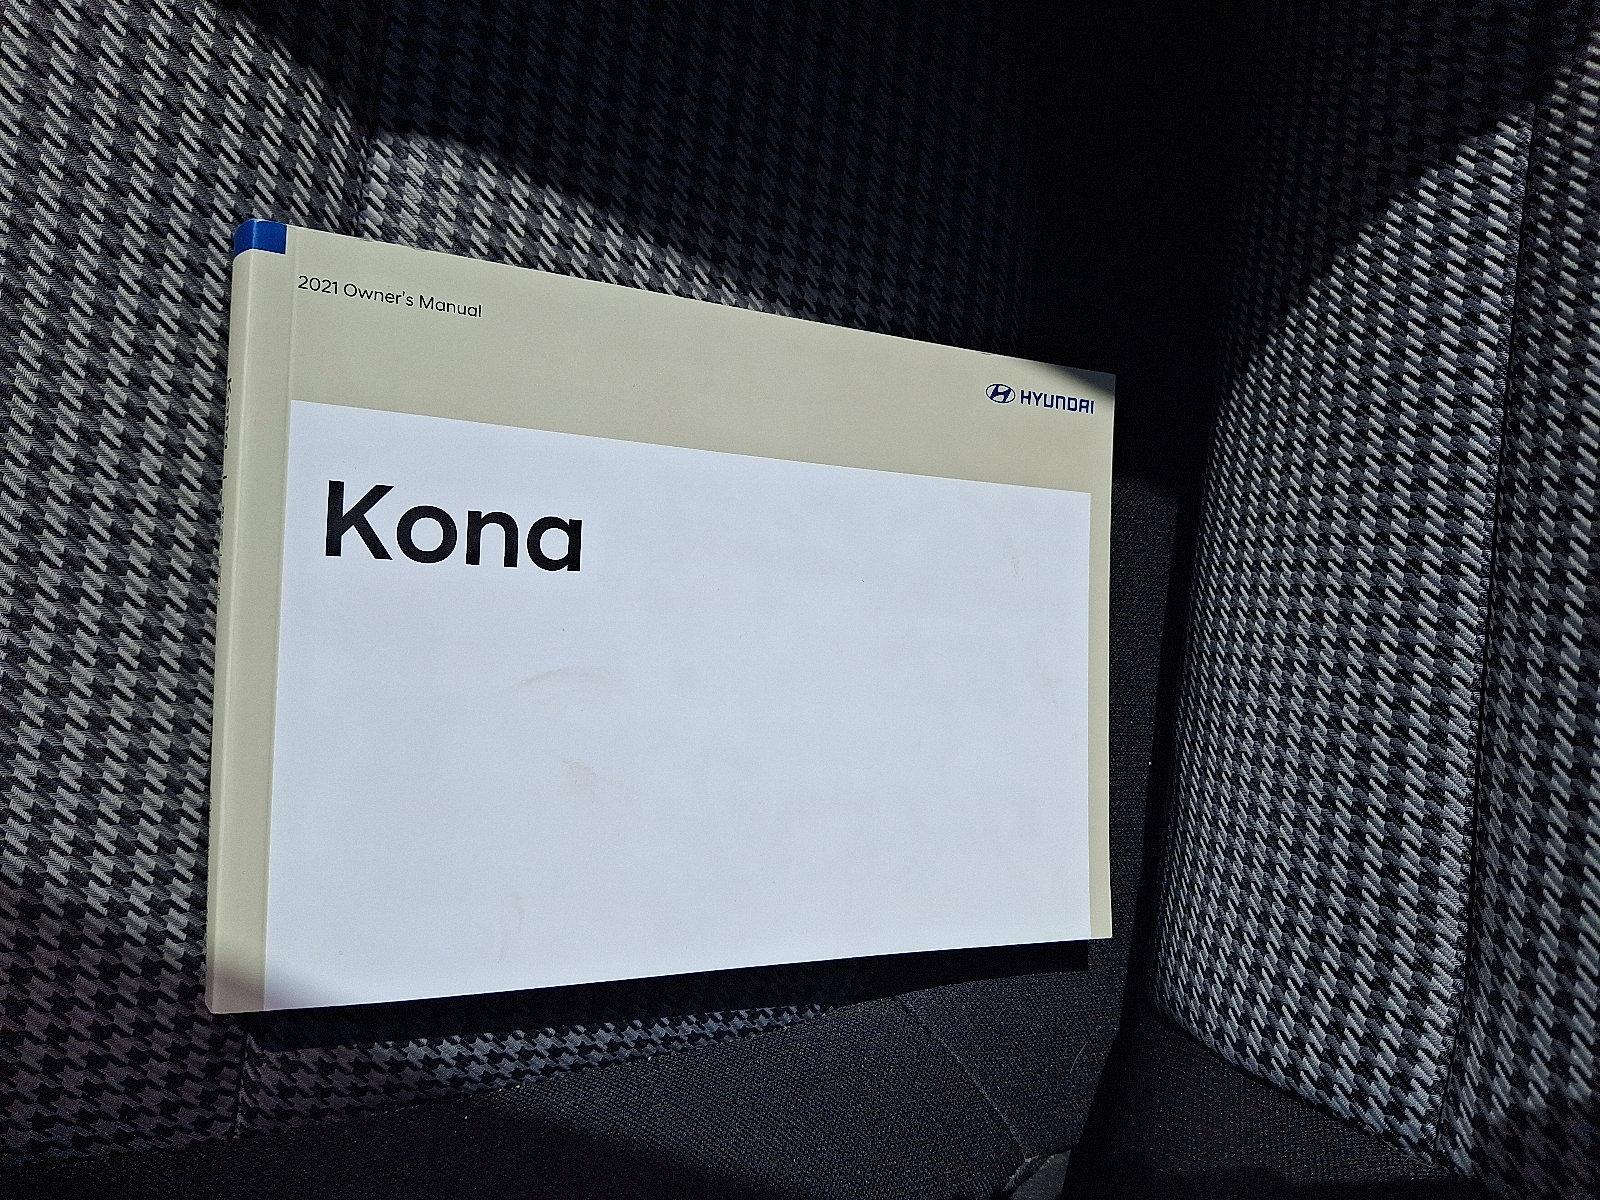 2021 Owner's Manual
HYUNDAI
Kona